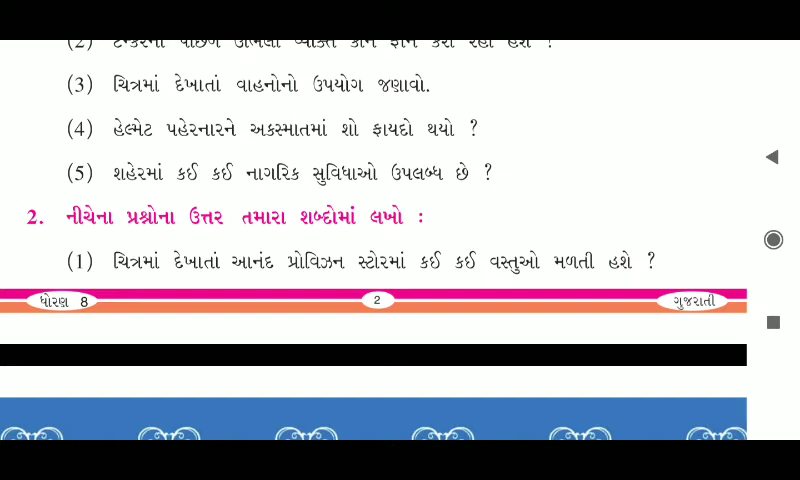 (3) ચિત્રમાં દેખાતાં વાહનોનો ઉપયોગ જણાવો.
(4) હેલ્મેટ પહેરનારને અકસ્માતમાં શો ફાયદો થયો ?
(5) શહેરમાં કઈ કઈ નાગરિક સુવિધાઓ ઉપલબ્ધ છે ?
2. નીચેના પ્રશ્નોના ઉત્તર તમારા શબ્દોમાં લખો :
(1) ચિત્રમાં દેખાતાં આનંદ પ્રોવિઝન સ્ટોરમાં કઈ કઈ વસ્તુઓ મળતી હશે ?
ધોરણ 8 2 ગુજરાતી